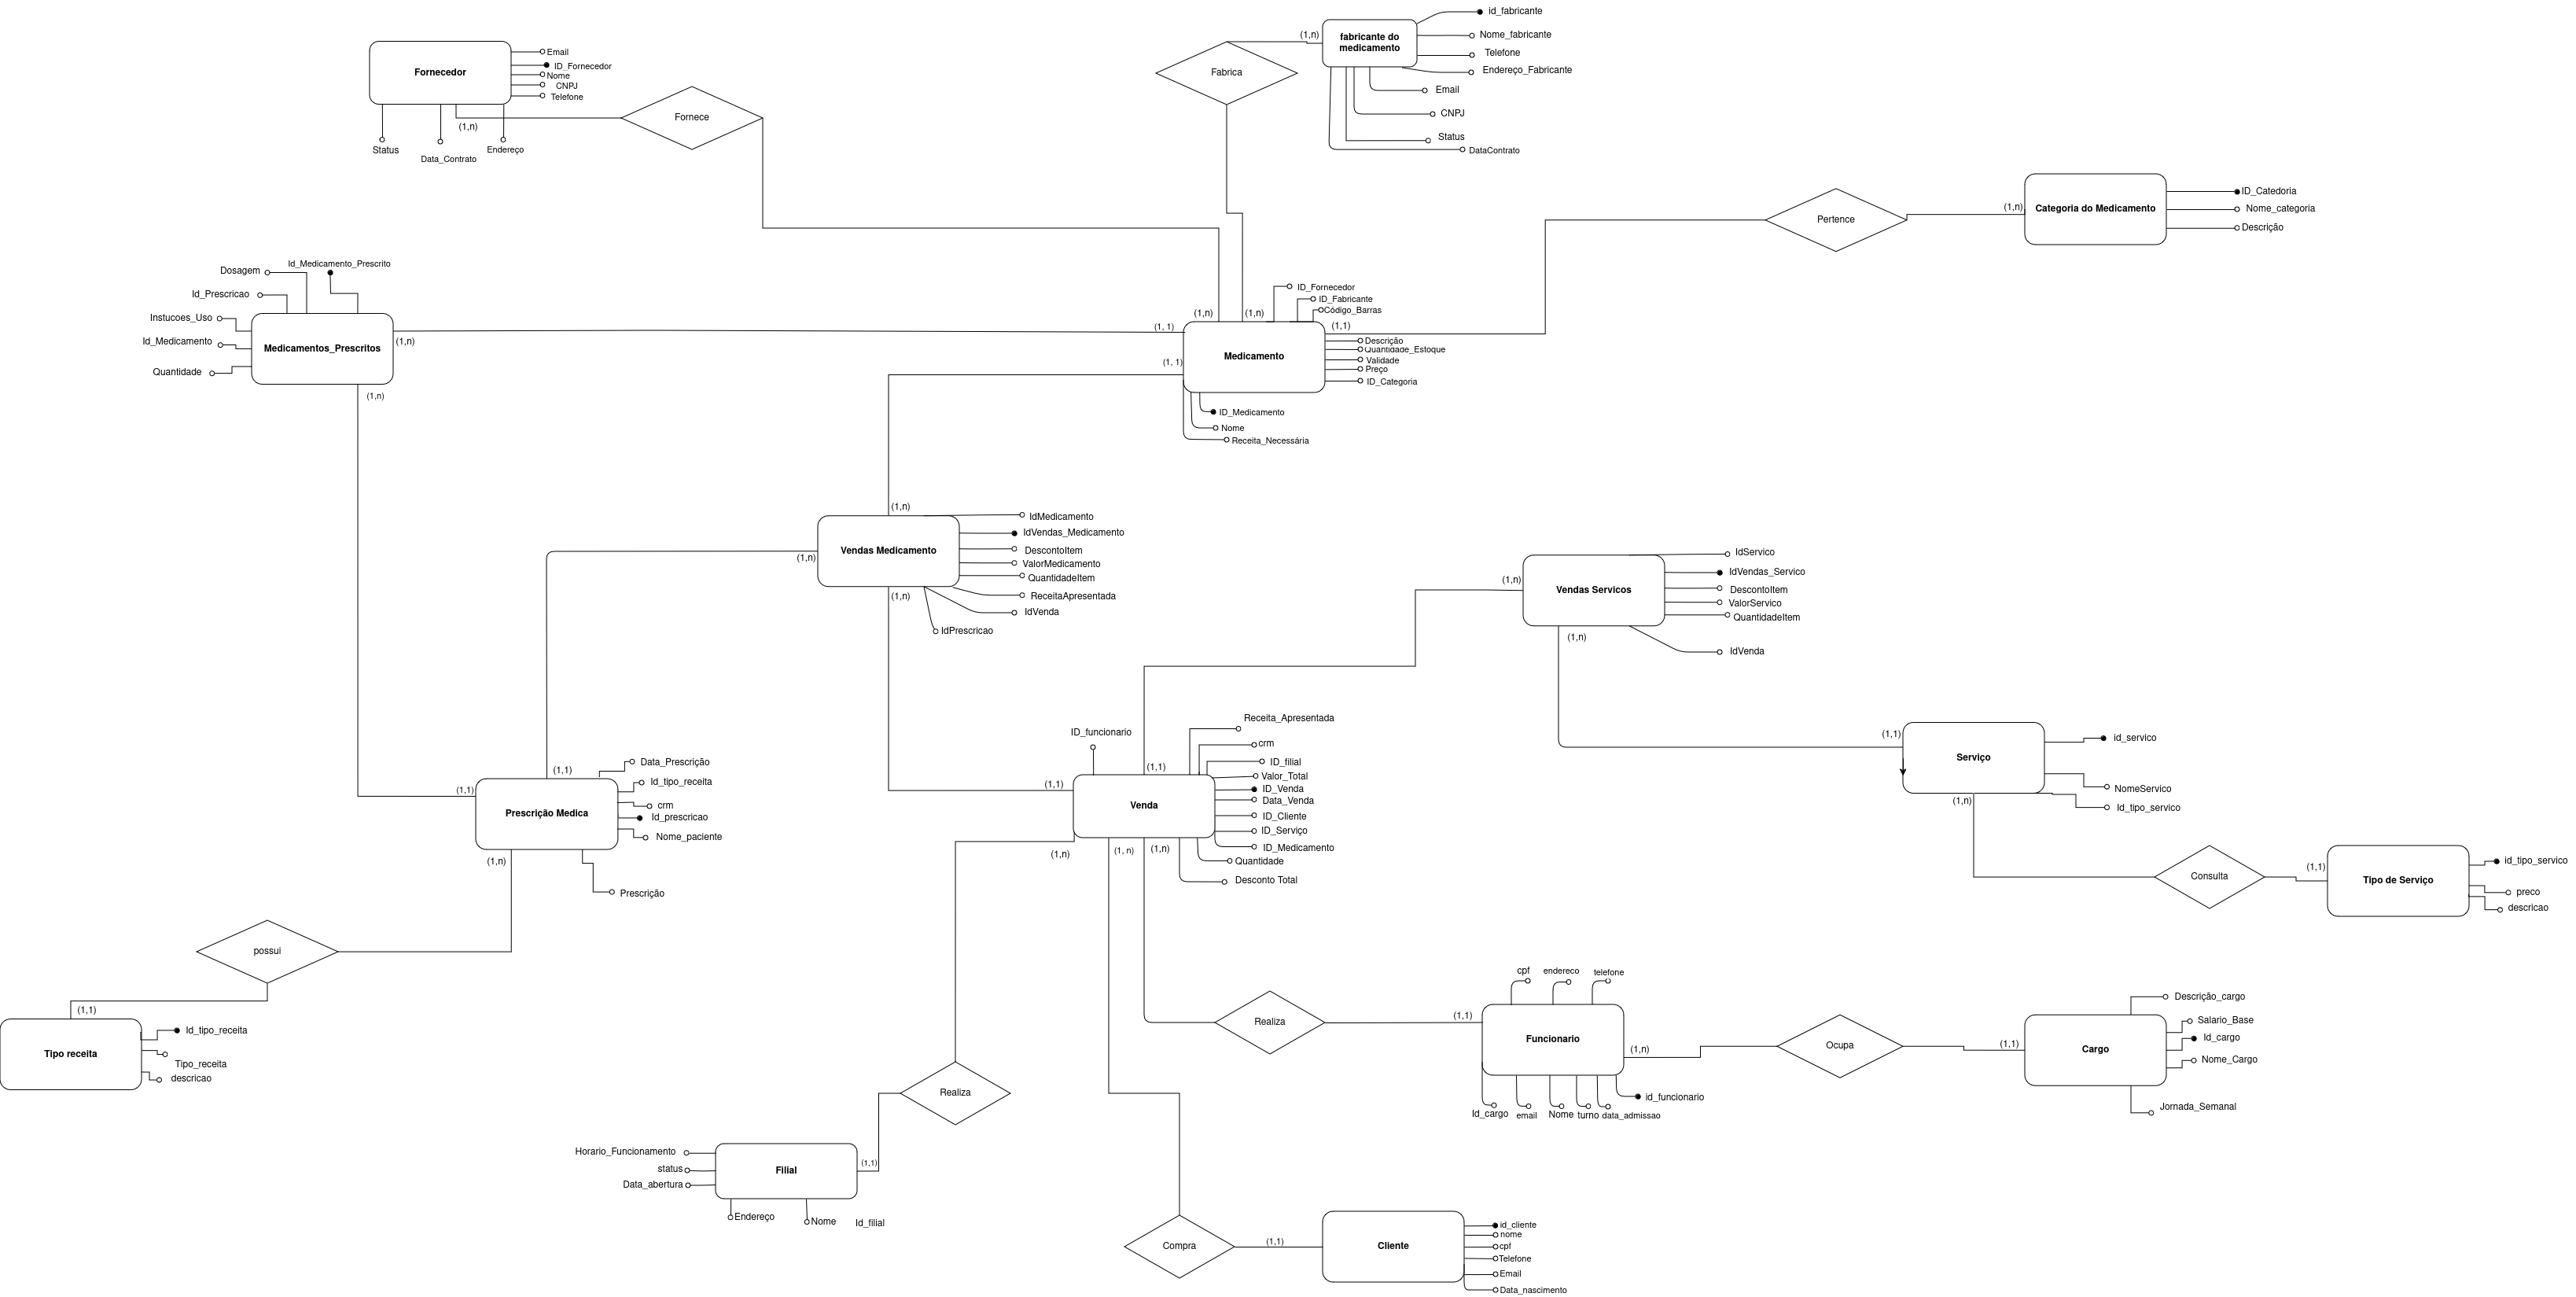 id_fabricante
(1,n)
fabricante do
medicamento
Nome_fabricante
Telefone
Endereço_Fabricante
Email
CNPJ
Status
DataContrato
Fabrica
Fornecedor
Email
ID_Fornecedor
Nome
CNPJ
Telefone
(1,n)
Status
Data_Contrato
Endereço
Fornece
Pertence
(1,n)
Categoria do Medicamento
ID_Catedoria
Nome_categoria
Descrição
Dosagem
Id_Medicamento_Prescrito
Id_Prescricao
Instucoes_Uso
Id_Medicamento
Quantidade
Medicamentos_Prescritos
(1,n)
(1,n)
(1, 1)
(1, 1)
(1,n)
(1,n)
ID_Fornecedor
ID_Fabricante
Código_Barras
(1,1)
Medicamento
Descrição
Quantidade_Estoque
Validade
Preço
ID_Categoria
ID_Medicamento
Nome
Receita_Necessária
(1,n)
(1,n)
Vendas Medicamento
(1,n)
IdMedicamento
IdVendas_Medicamento
DescontoItem
ValorMedicamento
QuantidadeItem
ReceitaApresentada
IdVenda
IdPrescricao
(1,n)
Vendas Servicos
(1,n)
IdServico
IdVendas_Servico
DescontoItem
ValorServico
QuantidadeItem
IdVenda
(1,1)
Serviço
(1,n)
id_servico
NomeServico
Id_tipo_servico
Consulta
(1,1)
Tipo de Serviço
id_tipo_servico
preco
descricao
ID_funcionario
(1,1)
(1,1)
Venda
Receita_Apresentada
crm
ID_filial
Valor_Total
ID_Venda
Data_Venda
ID_Cliente
ID_Serviço
ID_Medicamento
Quantidade
Desconto Total
(1,n)
(1, n)
(1,n)
(1,1)
(1,1)
Prescrição Medica
(1,n)
Data_Prescrição
Id_tipo_receita
crm
Id_prescricao
Nome_paciente
Prescrição
possui
(1,1)
Tipo receita
Id_tipo_receita
Tipo_receita
descricao
Realiza
(1,1)
cpf
endereco
telefone
Funcionario
(1,n)
Id_cargo
email
Nome
turno
data_admissao
id_funcionario
Ocupa
(1,1)
Cargo
Descrição_cargo
Salario_Base
Id_cargo
Nome_Cargo
Jornada_Semanal
Realiza
(1,1)
Filial
Horario_Funcionamento
status
Data_abertura
Endereço
Nome
Id_filial
Compra
(1,1)
Cliente
id_cliente
nome
cpf
Telefone
Email
Data_nascimento